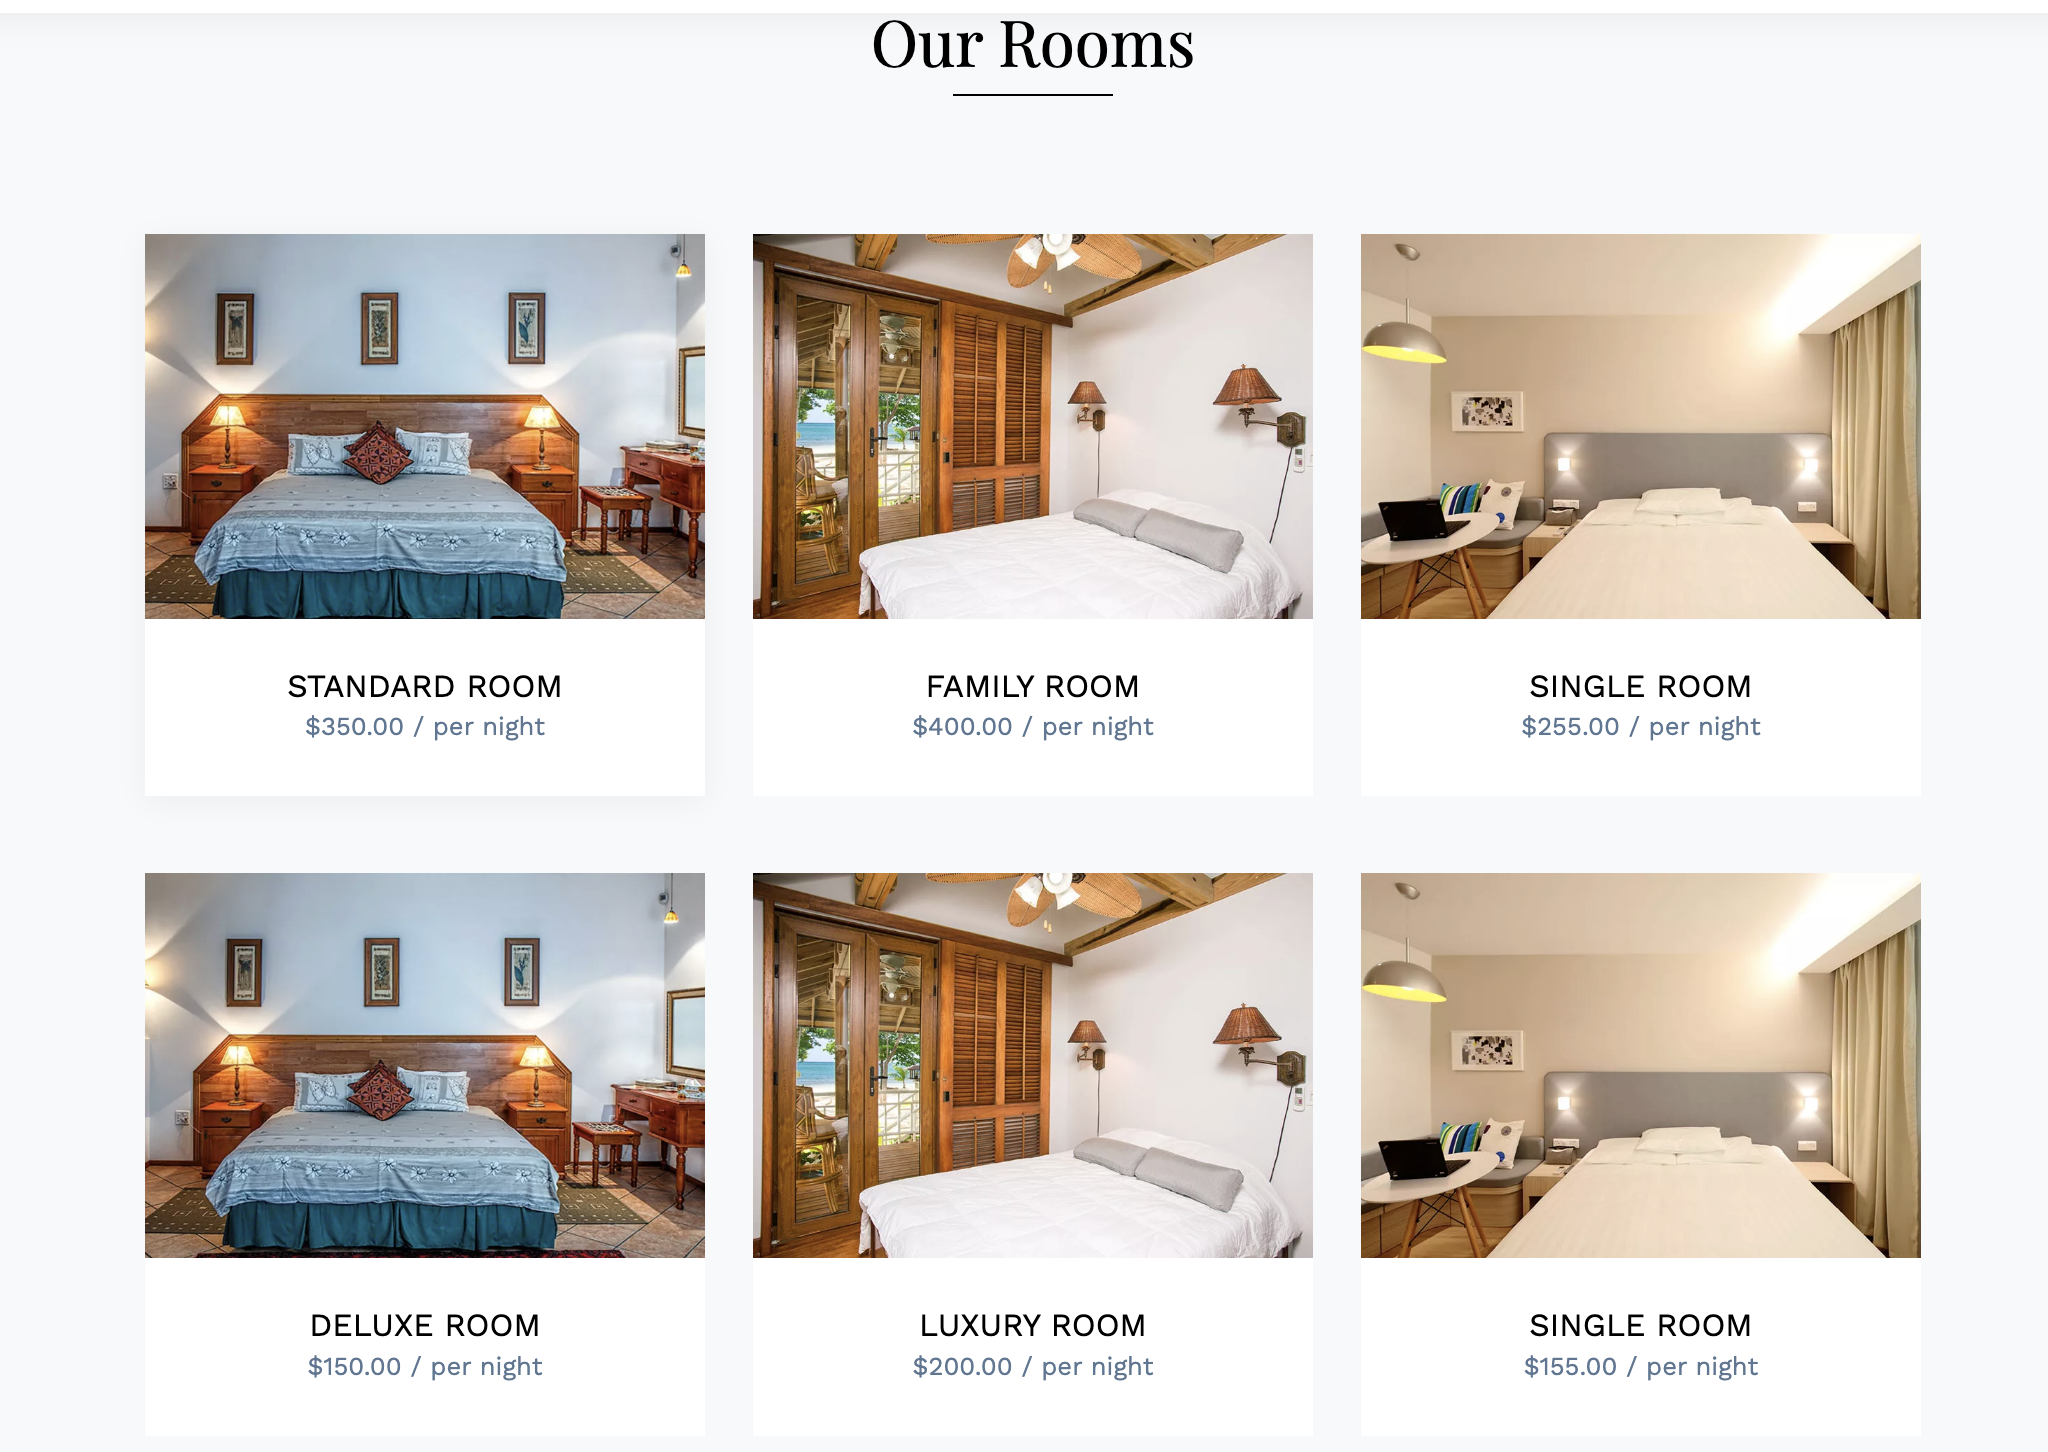 Our Rooms
STANDARD ROOM
$350.00 / per night
FAMILY ROOM
$400.00 / per night
SINGLE ROOM
$255.00 / per night
DELUXE ROOM
$150.00 / per night
LUXURY ROOM
$200.00 / per night
SINGLE ROOM
$155.00 / per night